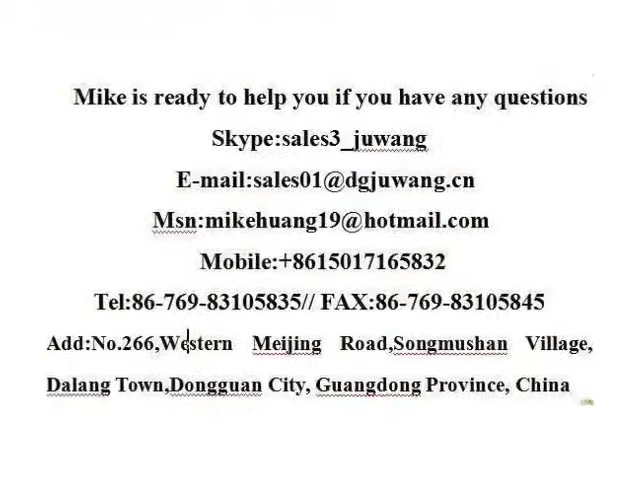 Mike is ready to help you if you have any questions
Skype:sales3_juwang
E-mail:sales01@dgjuwang.cn
Msn:mikehuang19@hotmail.com
Mobile:+8615017165832
Tel:86-769-83105835// FAX:86-769-83105845
Add:No.266,Western Meijing Road,Songmushan Village,
Dalang Town,Dongguan City, Guangdong Province, China